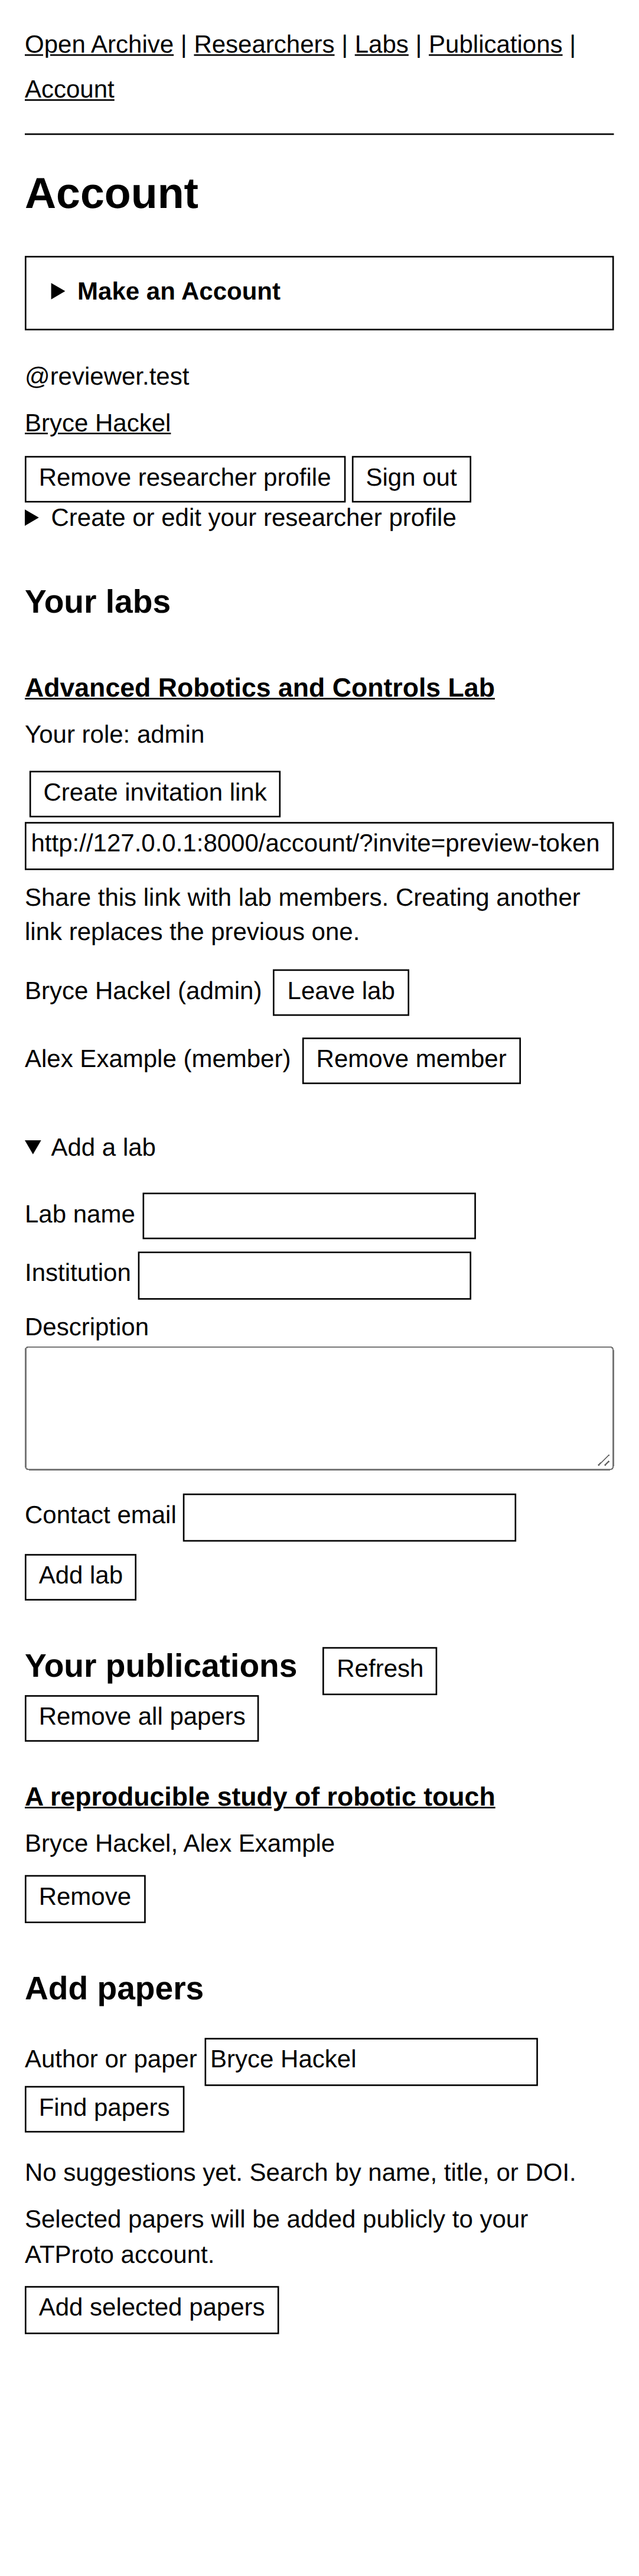 Open Archive | Researchers | Labs | Publications |
Account
Account
Make an Account
@reviewer.test
Bryce Hackel
Remove researcher profile Sign out
Create or edit your researcher profile
Your labs
Advanced Robotics and Controls Lab
Your role: admin
Create invitation link
http://127.0.0.1:8000/account/?invite=preview-token
Share this link with lab members. Creating another
link replaces the previous one.
Bryce Hackel (admin) Leave lab
Alex Example (member) Remove member
Add a lab
Lab name
Institution
Description
Contact email
Add lab
Your publications Refresh
Remove all papers
A reproducible study of robotic touch
Bryce Hackel, Alex Example
Remove
Add papers
Author or paper Bryce Hackel
Find papers
No suggestions yet. Search by name, title, or DOI.
Selected papers will be added publicly to your
ATProto account.
Add selected papers